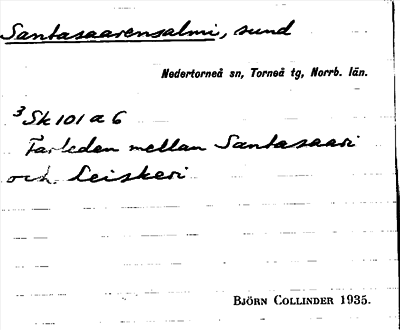 Santasaarensalmi, sund
Nedertorneå sn, Torneå tg, Norrb. län.
3 Sk 101 a 6
Farleden mellan Santasaari
och Leiskeri
BJÖRN COLLINDER 1935.